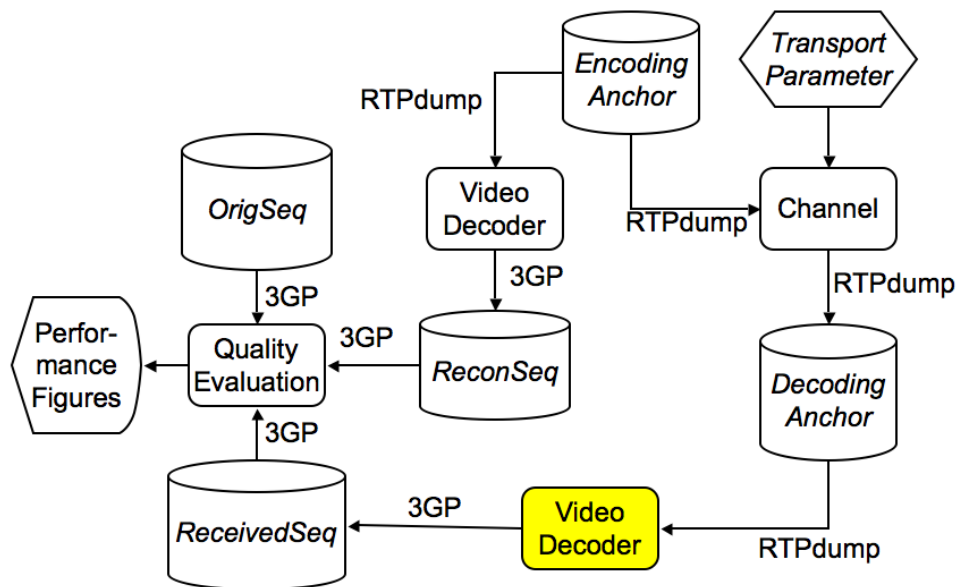 Encoding
Anchor
Transport
Parameter
RTPdump
OrigSeq
Video
Decoder
RTPdump
Channel
3GP
RTPdump
3GP
Perfor-
mance
Figures
Quality
Evaluation
3GP
ReconSeq
Decoding
Anchor
3GP
ReceivedSeq
3GP
Video
Decoder
RTPdump